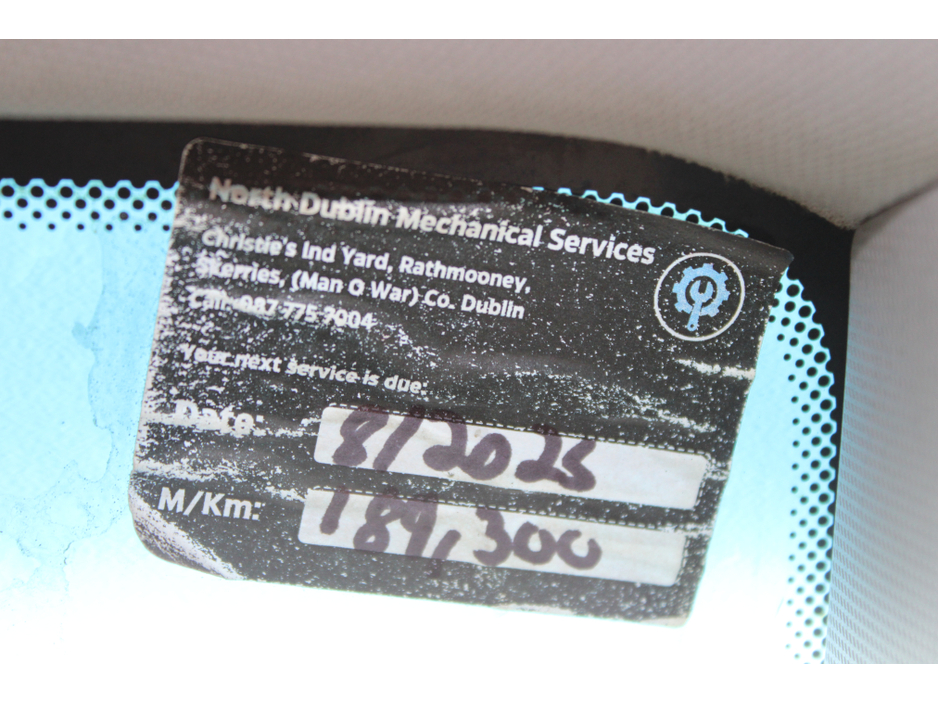 North Dublin Mechanical Services
Christie's Ind Yard, Rathmooney,
Skerries, (Man O War) Co. Dublin
Call: 087 775 7004
Your next service is due:
Date: 8/2025
M/Km: 189,300